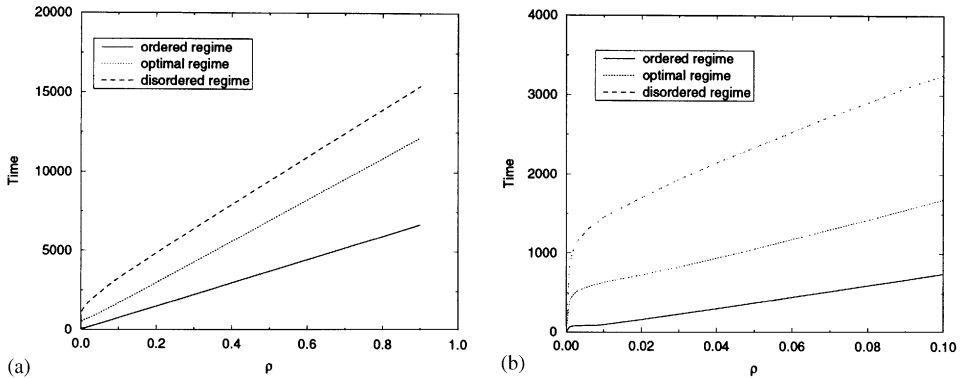 20000
15000
10000
5000
0
Time
ordered regime
optimal regime
disordered regime
0.0 0.2 0.4 0.6 0.8 1.0
ρ
(a)
4000
3000
2000
1000
0
Time
ordered regime
optimal regime
disordered regime
0.00 0.02 0.04 0.06 0.08 0.10
ρ
(b)